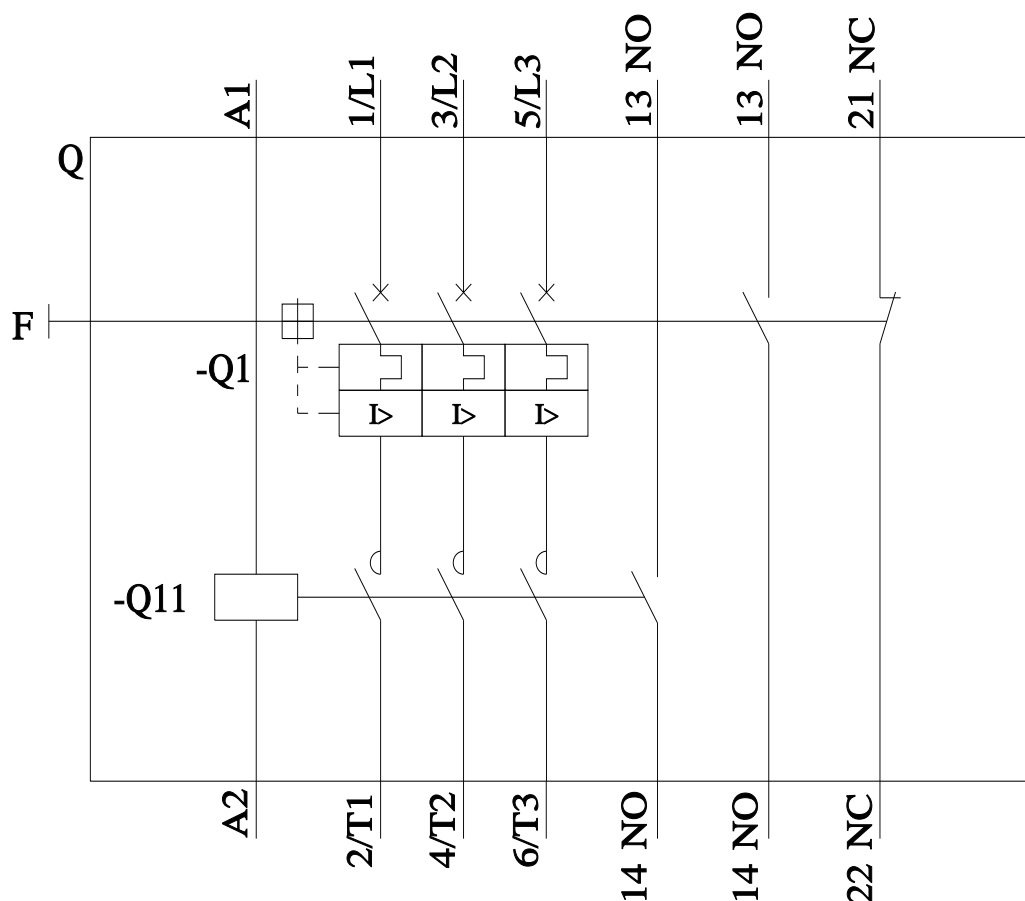 A1
1/L1
3/L2
5/L3
13 NO
13 NO
21 NC
Q
F
-Q1
I>
I>
I>
-Q11
A2
2/T1
4/T2
6/T3
14 NO
14 NO
22 NC